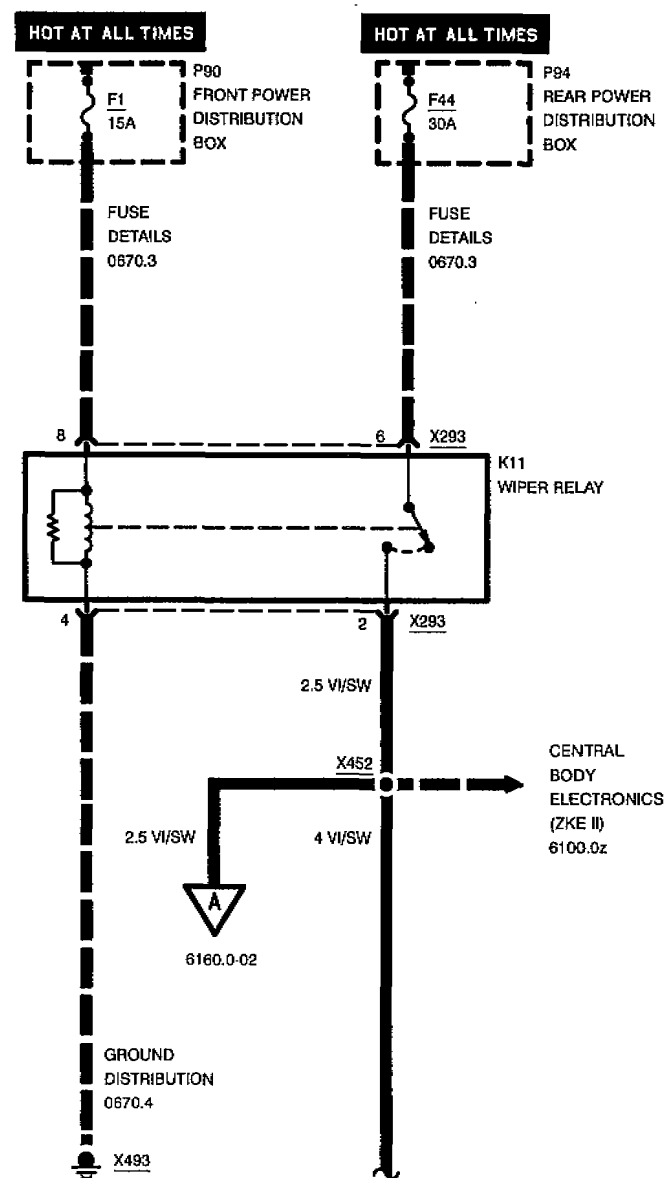 HOT AT ALL TIMES
HOT AT ALL TIMES
F1
15A
P90
FRONT POWER
DISTRIBUTION
BOX
F44
30A
P94
REAR POWER
DISTRIBUTION
BOX
FUSE
DETAILS
0670.3
FUSE
DETAILS
0670.3
8
6
X293
K11
WIPER RELAY
4
2
X293
2.5 VI/SW
X452
CENTRAL
BODY
ELECTRONICS
(ZKE II)
6100.0z
2.5 VI/SW
4 VI/SW
A
6160.0-02
GROUND
DISTRIBUTION
0670.4
X493